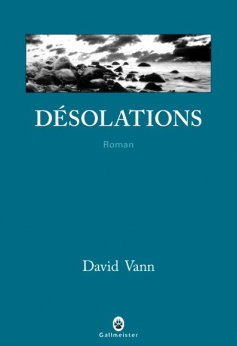 DÉSOLATIONS
Roman
David Vann
Gallmeister